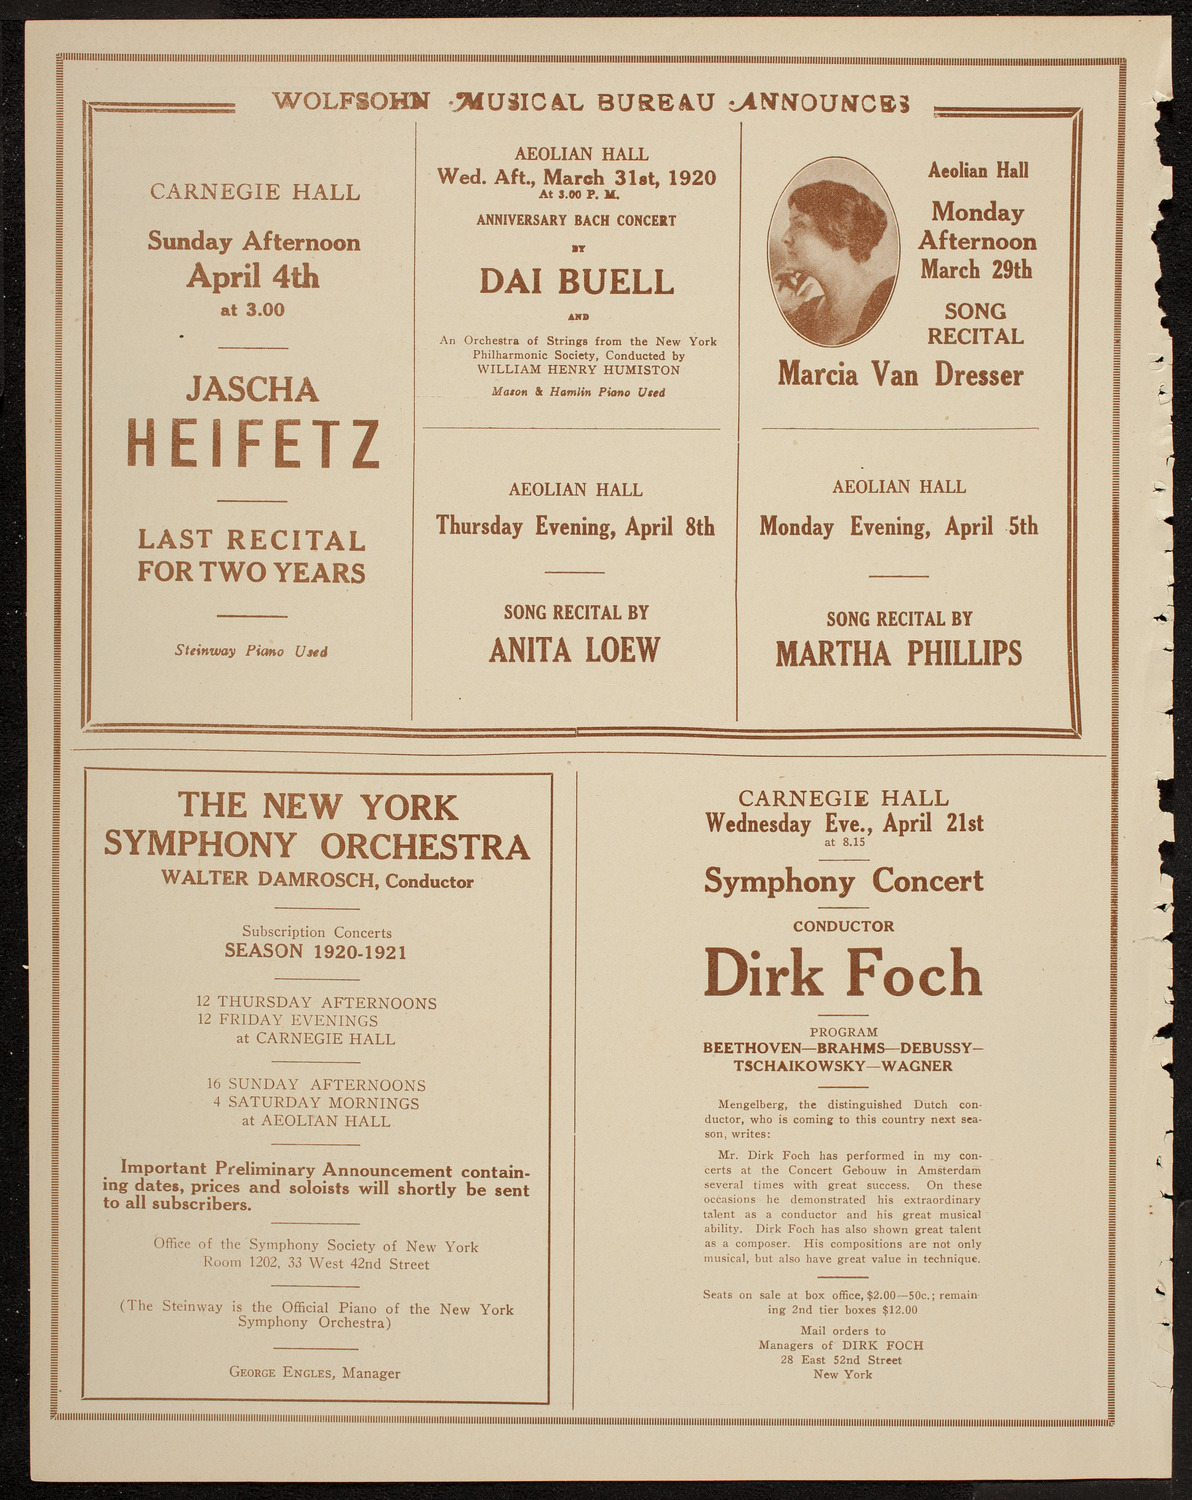 WOLFSOHN MUSICAL BUREAU ANNOUNCES
CARNEGIE HALL
Sunday Afternoon
April 4th
at 3.00
JASCHA
HEIFETZ
LAST RECITAL
FOR TWO YEARS
Steinway Piano Used
AEOLIAN HALL
Wed. Aft., March 31st, 1920
At 3.00 P. M.
ANNIVERSARY BACH CONCERT
BY
DAI BUELL
AND
An Orchestra of Strings from the New York
Philharmonic Society, Conducted by
WILLIAM HENRY HUMISTON
Mason & Hamlin Piano Used
AEOLIAN HALL
Thursday Evening, April 8th
SONG RECITAL BY
ANITA LOEW
Aeolian Hall
Monday
Afternoon
March 29th
SONG
RECITAL
Marcia Van Dresser
AEOLIAN HALL
Monday Evening, April 5th
SONG RECITAL BY
MARTHA PHILLIPS
THE NEW YORK
SYMPHONY ORCHESTRA
WALTER DAMROSCH, Conductor
Subscription Concerts
SEASON 1920-1921
12 THURSDAY AFTERNOONS
12 FRIDAY EVENINGS
at CARNEGIE HALL
16 SUNDAY AFTERNOONS
4 SATURDAY MORNINGS
at AEOLIAN HALL
Important Preliminary Announcement contain-
ing dates, prices and soloists will shortly be sent
to all subscribers.
Office of the Symphony Society of New York
Room 1202, 33 West 42nd Street
(The Steinway is the Official Piano of the New York
Symphony Orchestra)
GEORGE ENGLES, Manager
CARNEGIE HALL
Wednesday Eve., April 21st
at 8.15
Symphony Concert
CONDUCTOR
Dirk Foch
PROGRAM
BEETHOVEN—BRAHMS—DEBUSSY—
TSCHAIKOWSKY—WAGNER
Mengelberg, the distinguished Dutch con-
ductor, who is coming to this country next sea-
son, writes:
Mr. Dirk Foch has performed in my con-
certs at the Concert Gebouw in Amsterdam
several times with great success. On these
occasions he demonstrated his extraordinary
talent as a conductor and his great musical
ability. Dirk Foch has also shown great talent
as a composer. His compositions are not only
musical, but also have great value in technique.
Seats on sale at box office, $2.00—50c.; remain-
ing 2nd tier boxes $12.00
Mail orders to
Managers of DIRK FOCH
28 East 52nd Street
New York